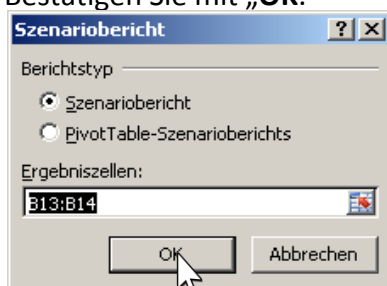 Bestätigen Sie mit „OK.
Szenariobericht
Berichtstyp
Szenariobericht
PivotTable-Szenarioberichts
Ergebniszellen:
B13:B14
OK
Abbrechen